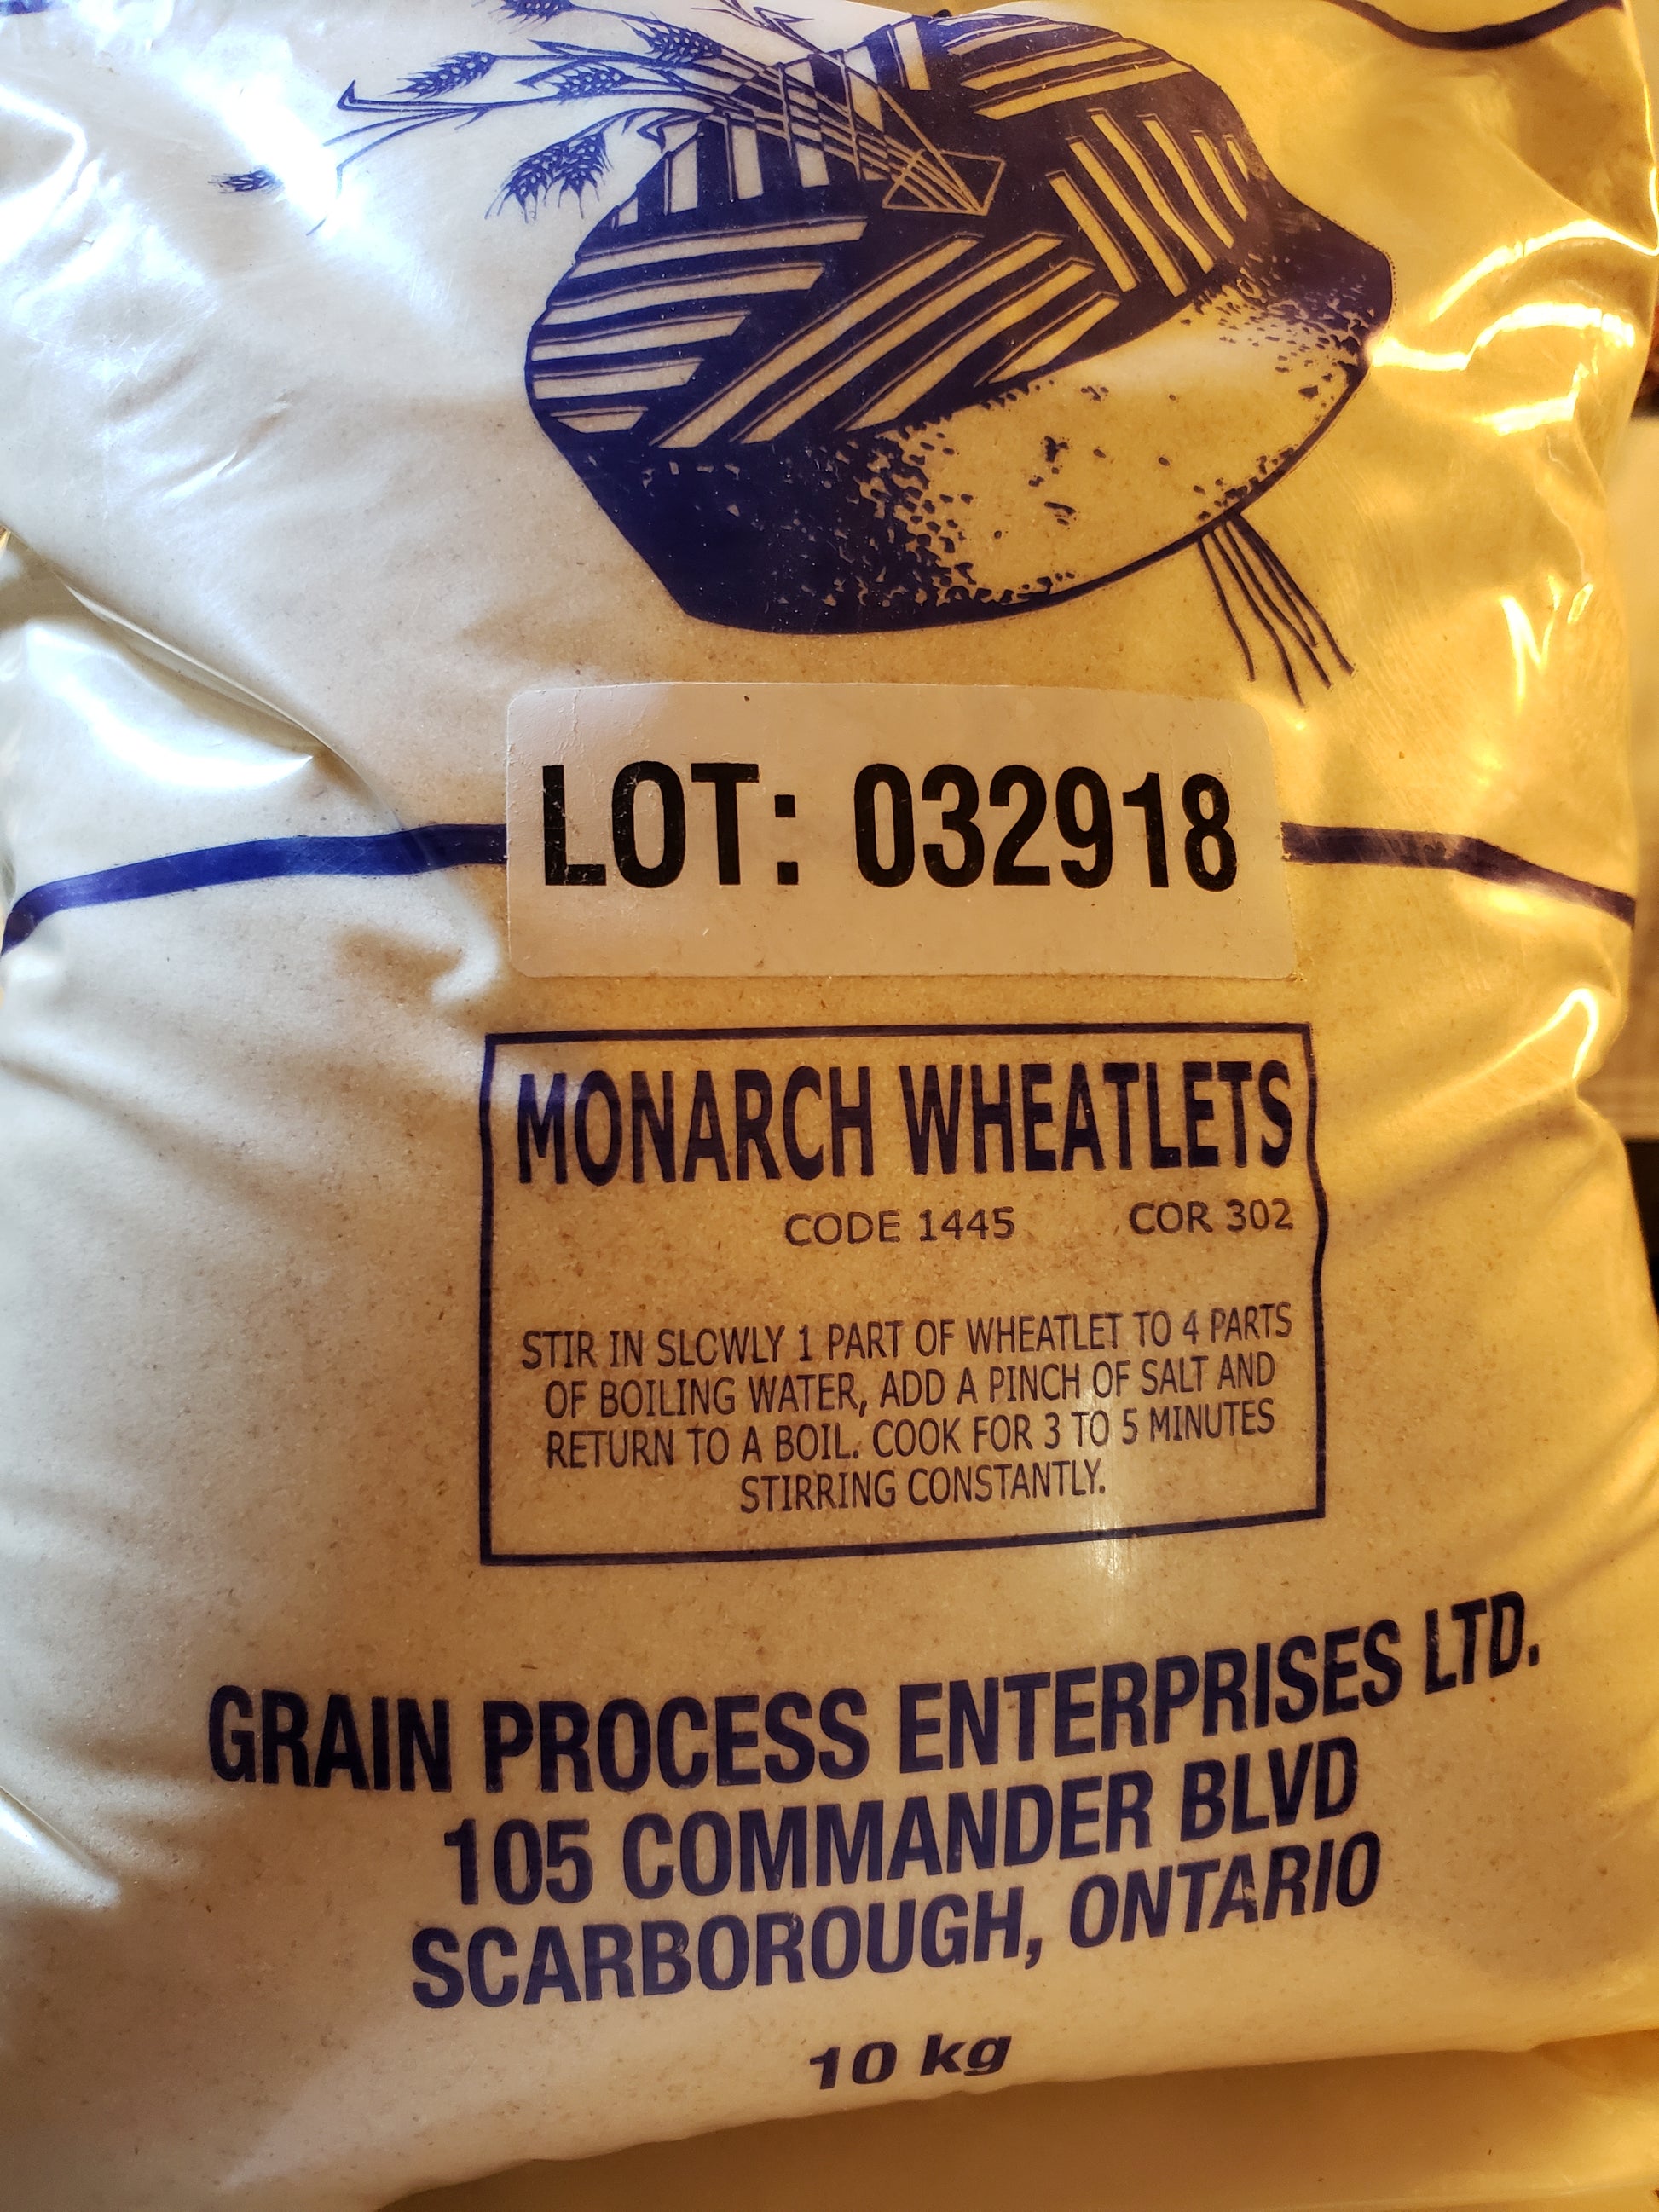 LOT: 032918
MONARCH WHEATLETS
CODE 1445 COR 302
STIR IN SLOWLY 1 PART OF WHEATLET TO 4 PARTS
OF BOILING WATER, ADD A PINCH OF SALT AND
RETURN TO A BOIL. COOK FOR 3 TO 5 MINUTES
STIRRING CONSTANTLY.
GRAIN PROCESS ENTERPRISES LTD.
105 COMMANDER BLVD
SCARBOROUGH, ONTARIO
10 kg